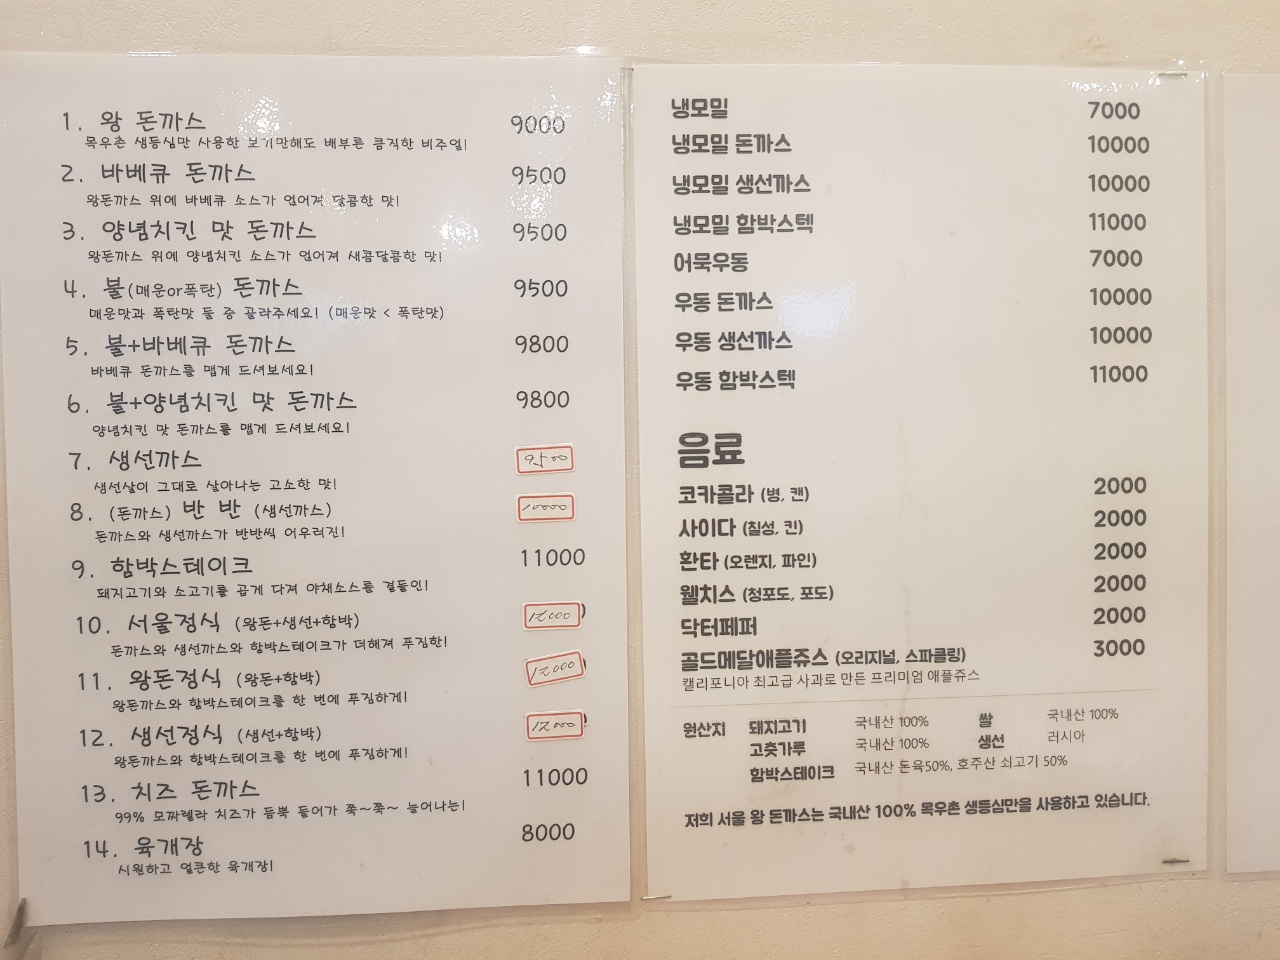 1. 왕 돈까스 9000
목우촌 생등심만 사용한 보기만해도 배부른 큼직한 비주얼!
2. 바베큐 돈까스 9500
왕돈까스 위에 바베큐 소스가 얹어져 달콤한 맛!
3. 양념치킨 맛 돈까스 9500
왕돈까스 위에 양념치킨 소스가 얹어져 새콤달콤한 맛!
4. 불(매운or폭탄) 돈까스 9500
매운맛과 폭탄맛 둘 중 골라주세요! (매운맛 < 폭탄맛)
5. 불+바베큐 돈까스 9800
바베큐 돈까스를 맵게 드셔보세요!
6. 불+양념치킨 맛 돈까스 9800
양념치킨 맛 돈까스를 맵게 드셔보세요!
7. 생선까스 9500
생선살이 그대로 살아나는 고소한 맛!
8. (돈까스) 반 반 (생선까스) 10000
돈까스와 생선까스가 반반씩 어우러진!
9. 함박스테이크 11000
돼지고기와 소고기를 곱게 다져 야채소스를 곁들인!
10. 서울정식 (왕돈+생선+함박) 12000
돈까스와 생선까스와 함박스테이크가 더해져 푸짐한!
11. 왕돈정식 (왕돈+함박) 12000
왕돈까스와 함박스테이크를 한 번에 푸짐하게!
12. 생선정식 (생선+함박) 12000
왕돈까스와 함박스테이크를 한 번에 푸짐하게!
13. 치즈 돈까스 11000
99% 모짜렐라 치즈가 듬뿍 들어가 쭉~쭉~ 늘어나는!
14. 육개장 8000
시원하고 얼큰한 육개장!
냉모밀 7000
냉모밀 돈까스 10000
냉모밀 생선까스 10000
냉모밀 함박스텍 11000
어묵우동 7000
우동 돈까스 10000
우동 생선까스 10000
우동 함박스텍 11000
음료
코카콜라 (병, 캔) 2000
사이다 (칠성, 킨) 2000
환타 (오렌지, 파인) 2000
웰치스 (청포도, 포도) 2000
닥터페퍼 2000
골드메달애플쥬스 (오리지널, 스파클링) 3000
캘리포니아 최고급 사과로 만든 프리미엄 애플쥬스
원산지 돼지고기 국내산 100% 쌀 국내산 100%
고춧가루 국내산 100% 생선 러시아
함박스테이크 국내산 돈육50%, 호주산 쇠고기 50%
저희 서울 왕 돈까스는 국내산 100% 목우촌 생등심만을 사용하고 있습니다.